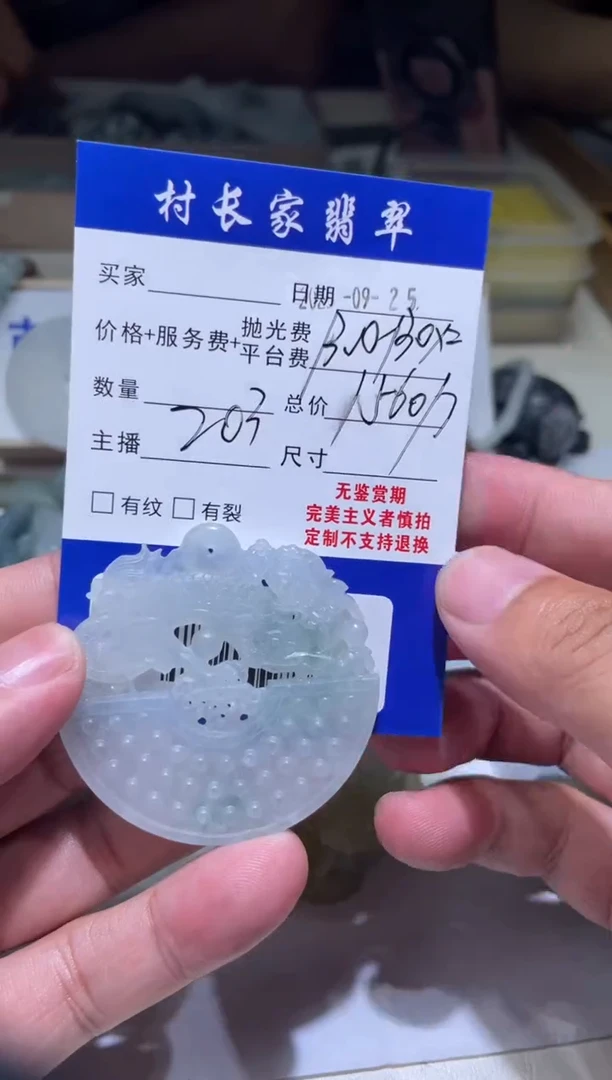 村长家翡翠
买家 日期 -09-25
价格+服务费+抛光费
平台费
数量 总价 1560
主播 203 尺寸
□有纹 □有裂
无鉴赏期
完美主义者慎拍
定制不支持退换